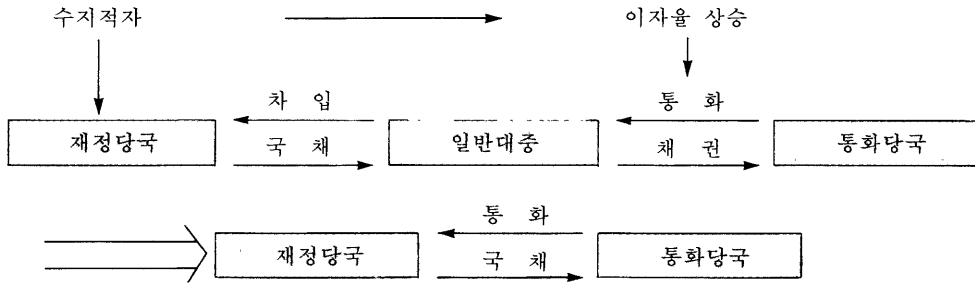 수지적자 이자율 상승
차 입 통 화
재정당국 일반대중 통화당국
국 채 채 권
통 화
재정당국 통화당국
국 채